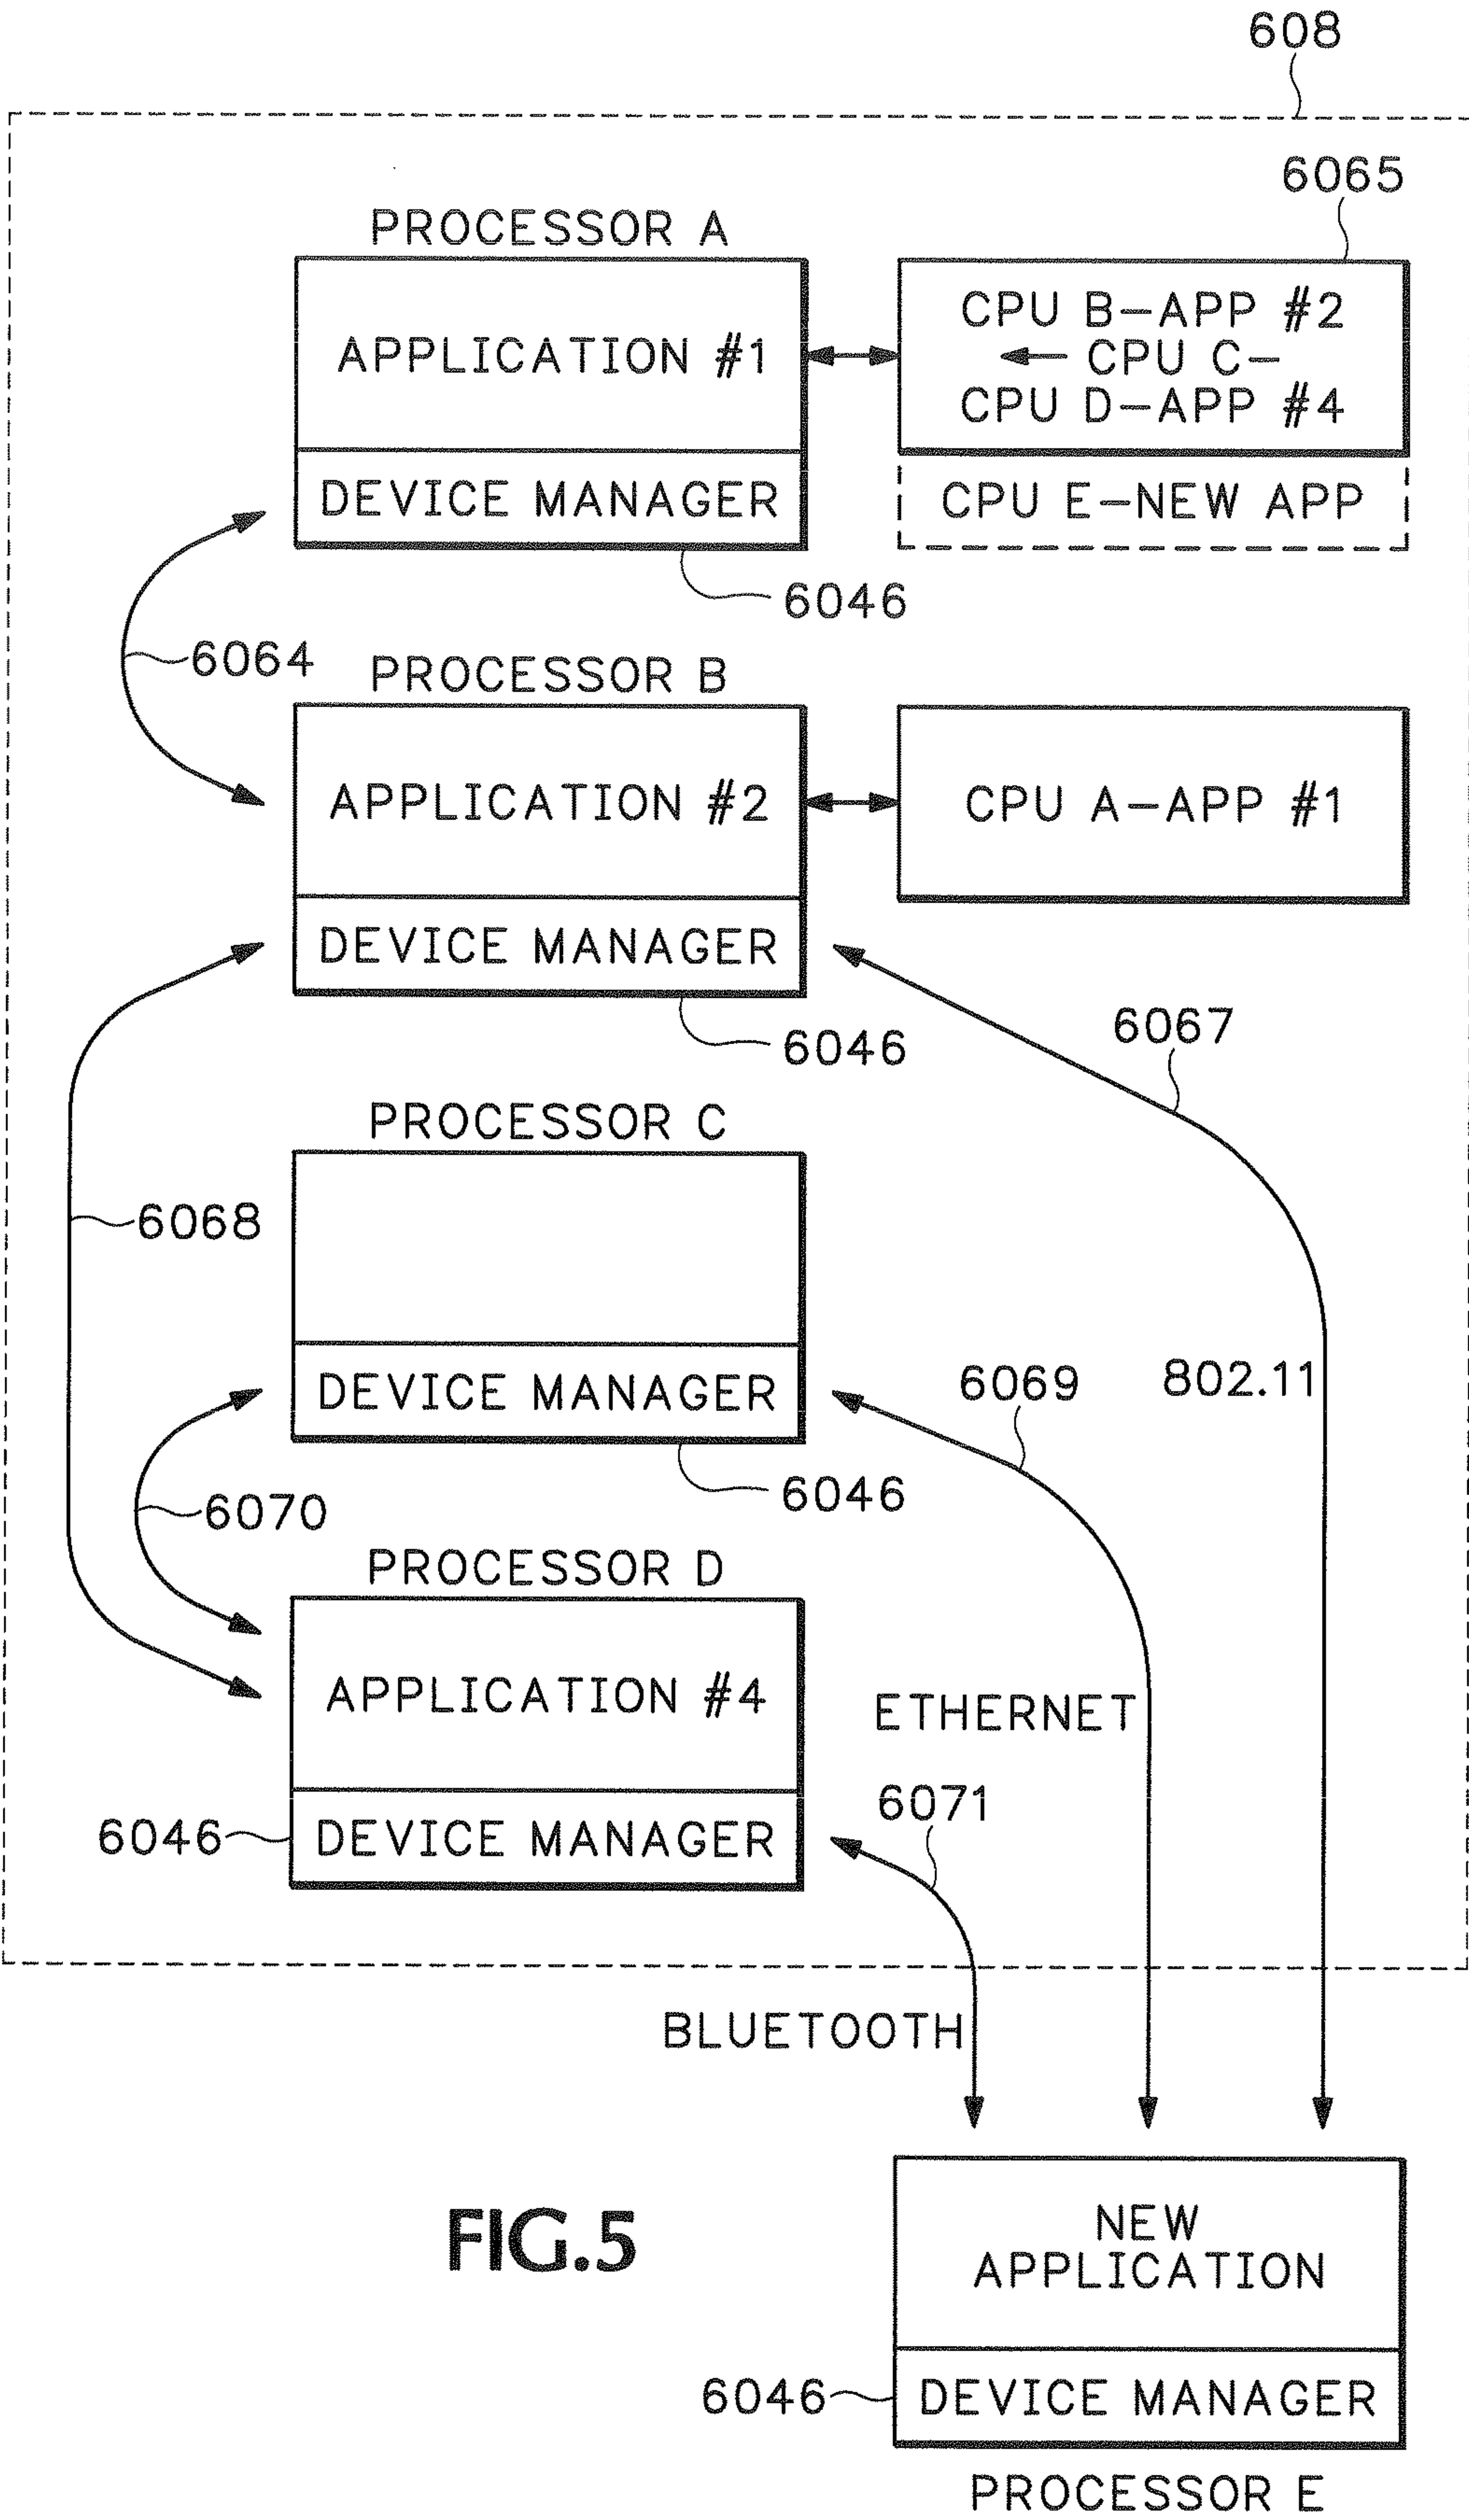 608
6065
PROCESSOR A
APPLICATION #1
CPU B-APP #2
CPU C-
CPU D-APP #4
DEVICE MANAGER
CPU E-NEW APP
6046
6064
PROCESSOR B
APPLICATION #2
CPU A-APP #1
DEVICE MANAGER
6046
6067
PROCESSOR C
6068
DEVICE MANAGER
6069
802.11
6046
6070
PROCESSOR D
APPLICATION #4
ETHERNET
6071
6046
DEVICE MANAGER
BLUETOOTH
NEW
APPLICATION
FIG.5
6046
DEVICE MANAGER
PROCESSOR E